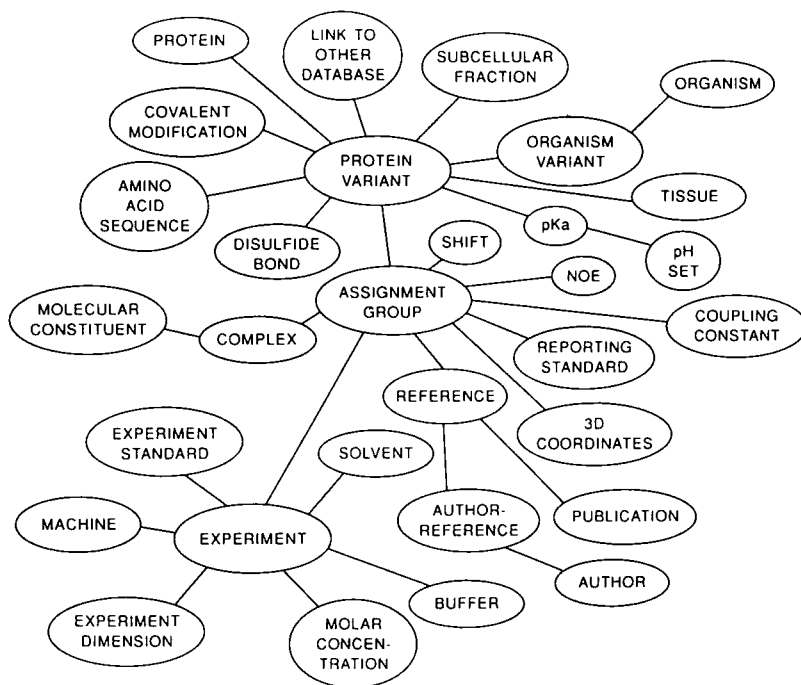 PROTEIN
LINK TO
OTHER
DATABASE
SUBCELLULAR
FRACTION
ORGANISM
COVALENT
MODIFICATION
PROTEIN
VARIANT
ORGANISM
VARIANT
AMINO
ACID
SEQUENCE
TISSUE
DISULFIDE
BOND
SHIFT
pKa
pH
SET
NOE
MOLECULAR
CONSTITUENT
COMPLEX
ASSIGNMENT
GROUP
COUPLING
CONSTANT
REPORTING
STANDARD
REFERENCE
3D
COORDINATES
EXPERIMENT
STANDARD
SOLVENT
MACHINE
EXPERIMENT
AUTHOR-
REFERENCE
PUBLICATION
AUTHOR
BUFFER
EXPERIMENT
DIMENSION
MOLAR
CONCEN-
TRATION